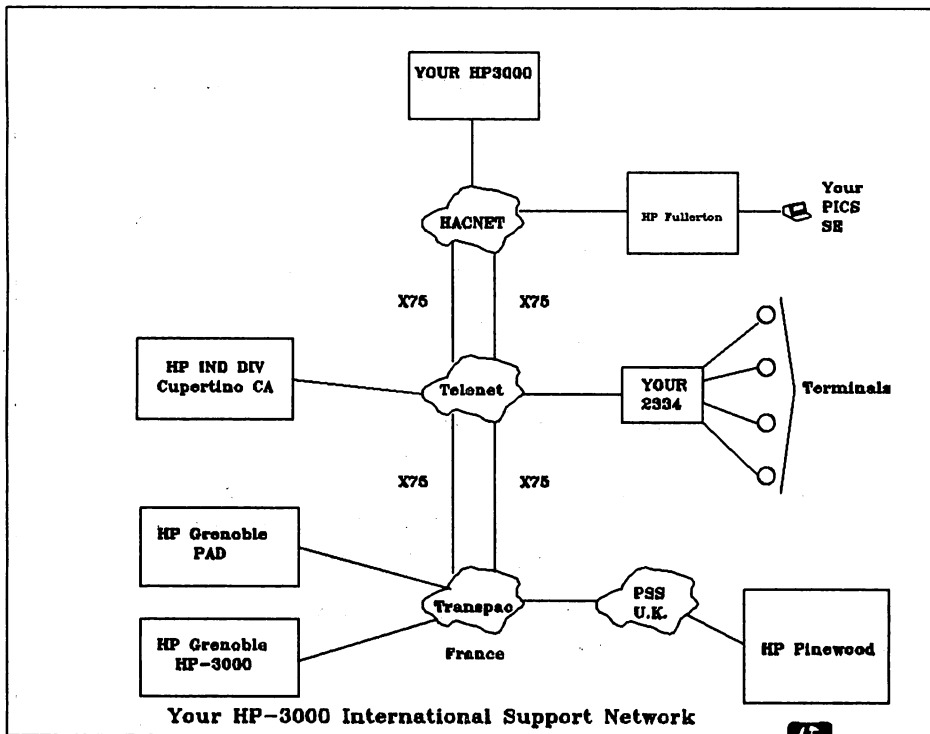 YOUR HP3000
HACNET
HP Fullerton
Your
PICS
SE
X75
X75
HP IND DIV
Cupertino CA
Telenet
YOUR
2334
Terminals
X75
X75
HP Grenoble
PAD
Transpac
France
PSS
U.K.
HP Grenoble
HP-3000
HP Pinewood
Your HP-3000 International Support Network